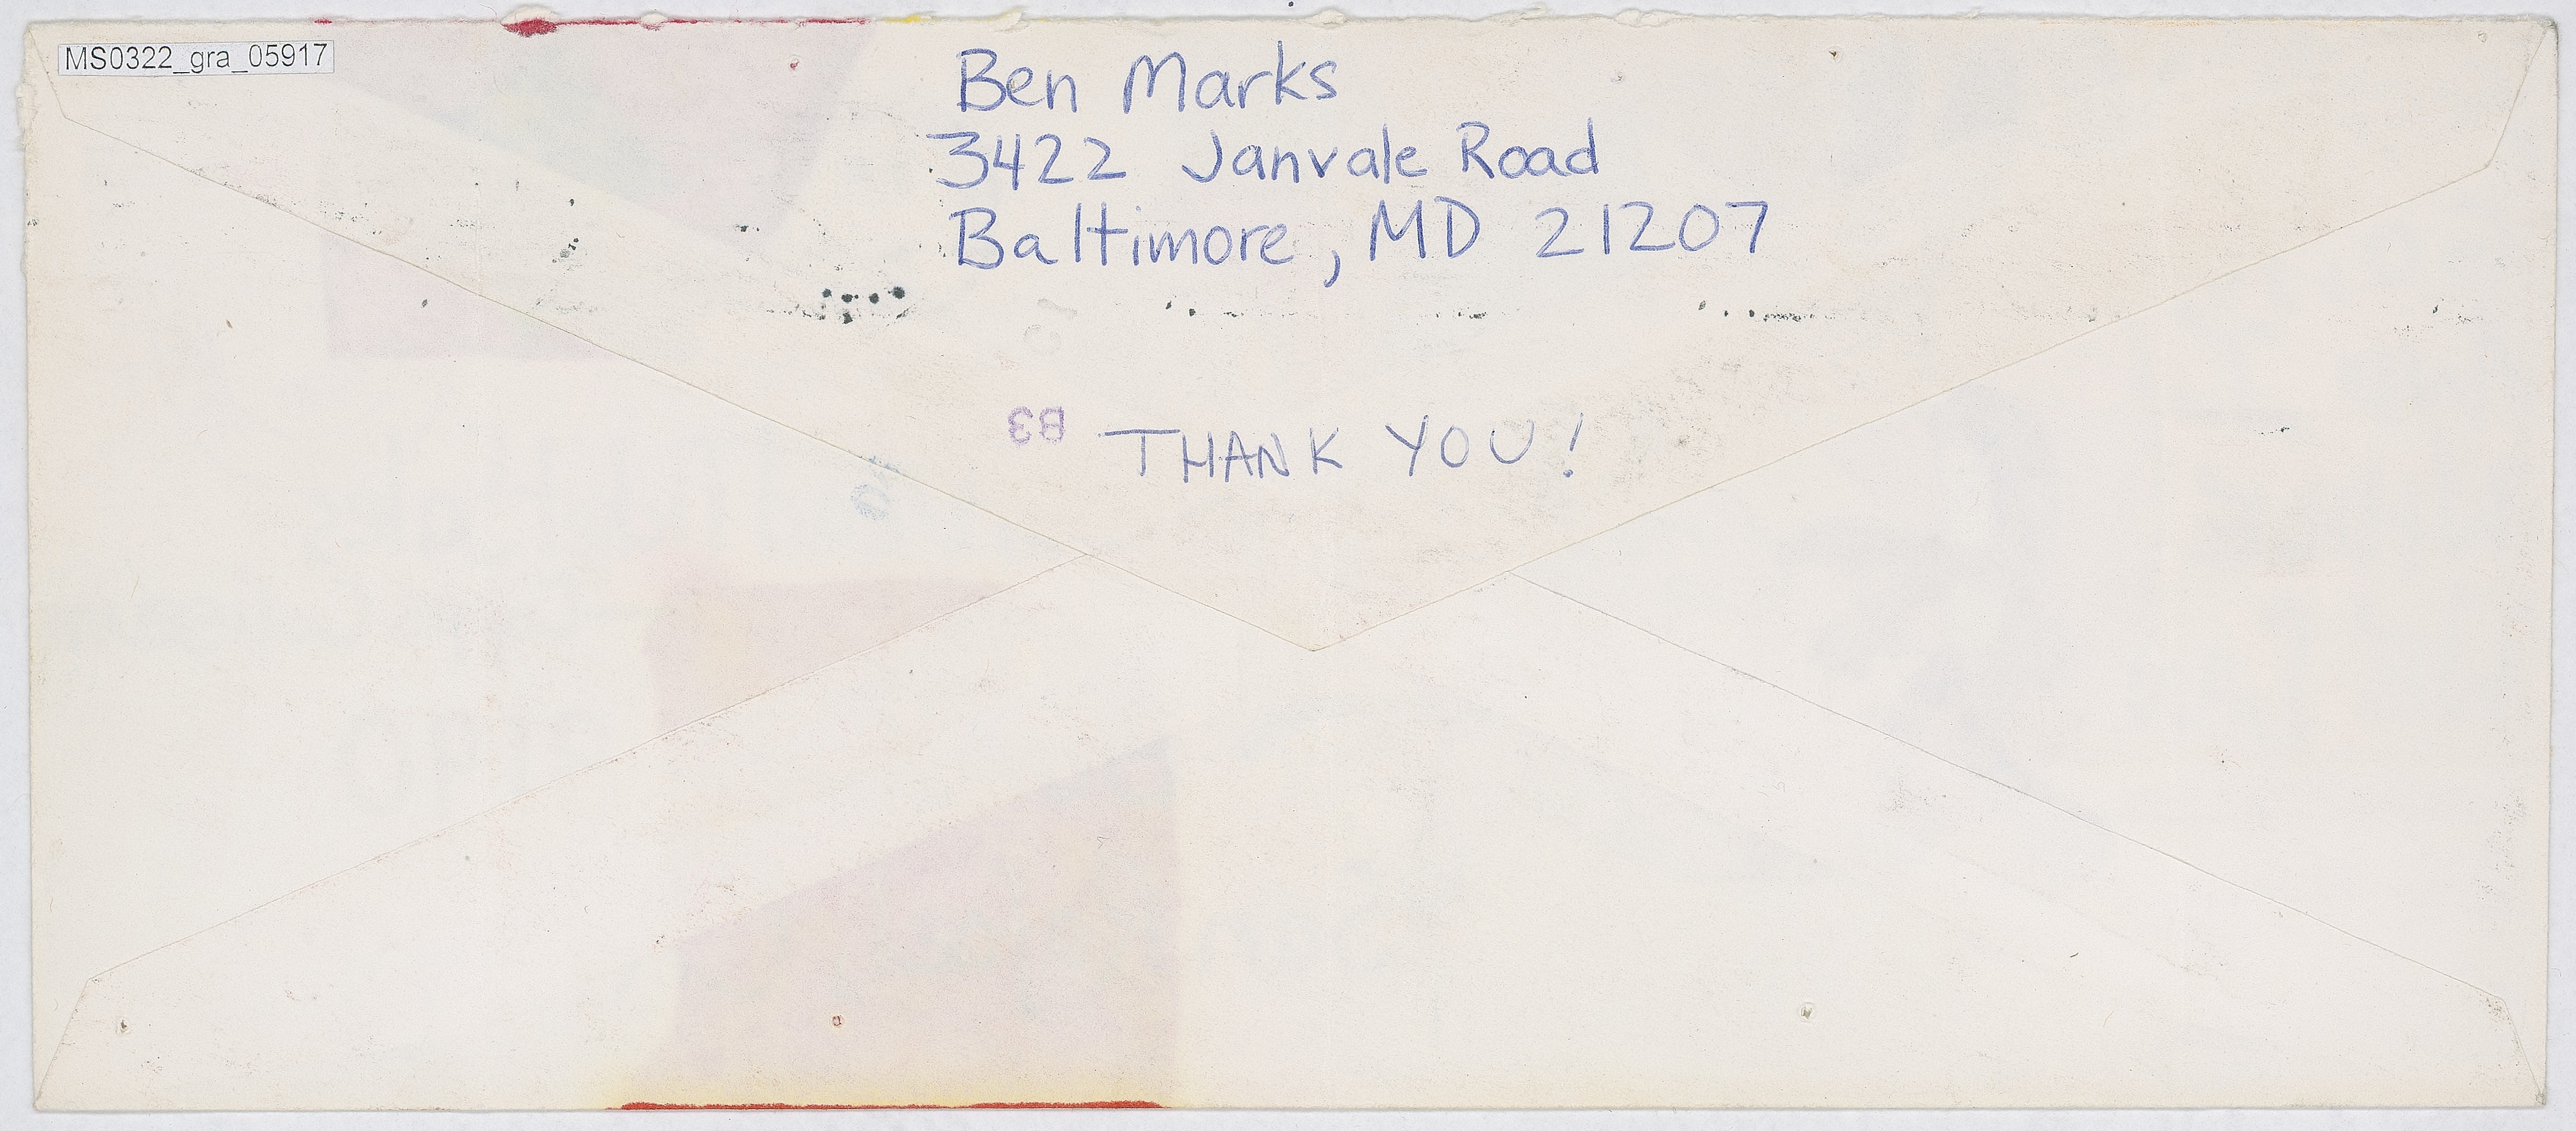 MS0322_gra_05917
Ben Marks
3422 Janvale Road
Baltimore, MD 21207
B3
THANK YOU!